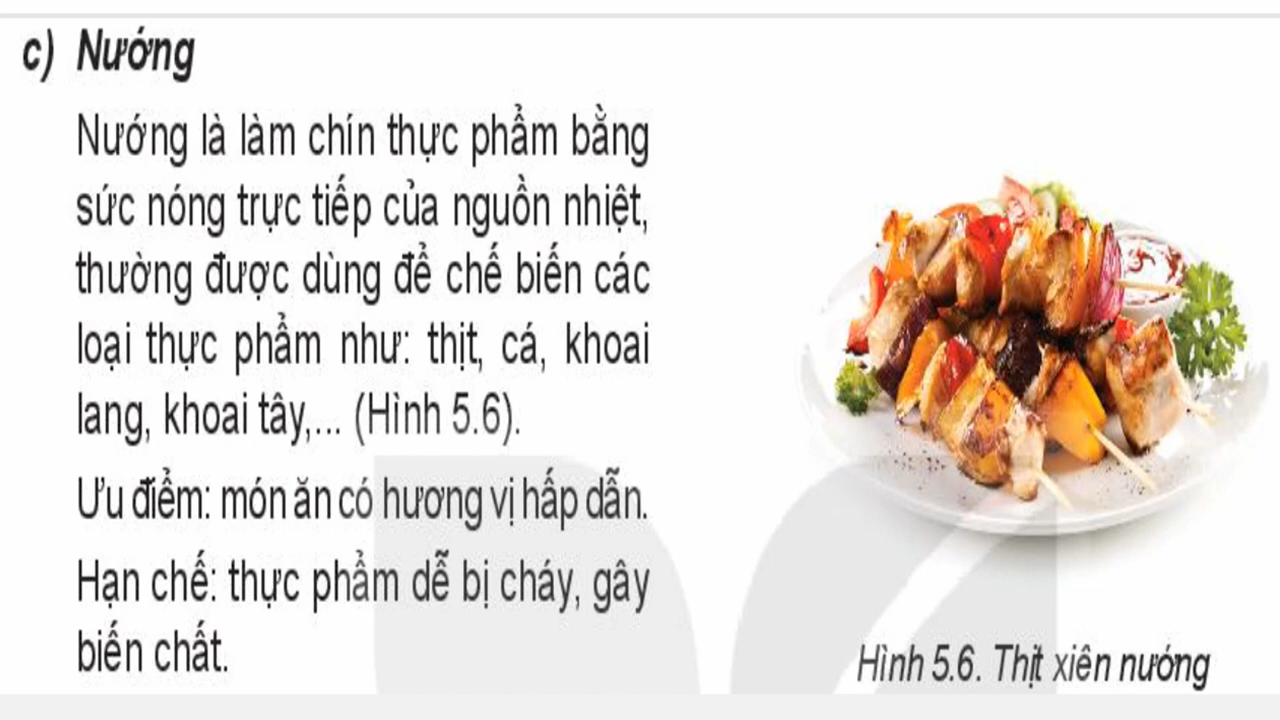 c) Nướng
Nướng là làm chín thực phẩm bằng
sức nóng trực tiếp của nguồn nhiệt,
thường được dùng để chế biến các
loại thực phẩm như: thịt, cá, khoai
lang, khoai tây,... (Hình 5.6).
Ưu điểm: món ăn có hương vị hấp dẫn.
Hạn chế: thực phẩm dễ bị cháy, gây
biến chất.
Hình 5.6. Thịt xiên nướng